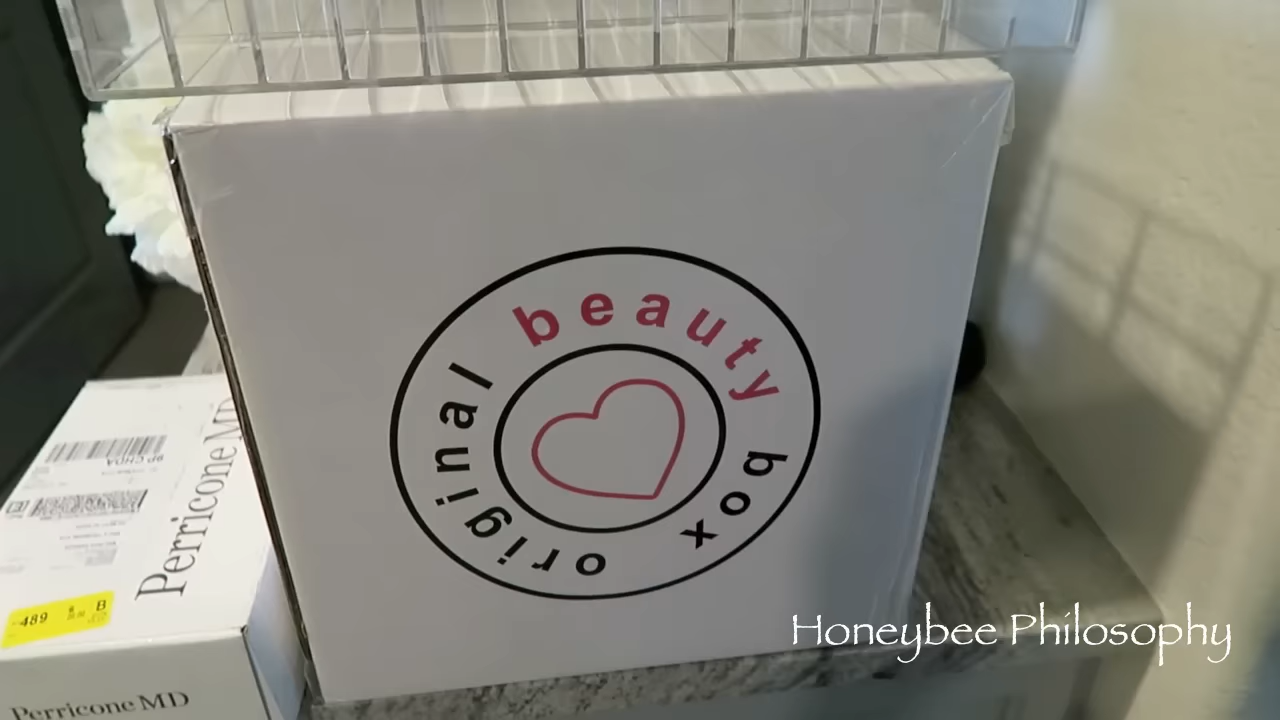 original beauty box
Perricone MD
489
B
Perricone MD
Honeybee Philosophy